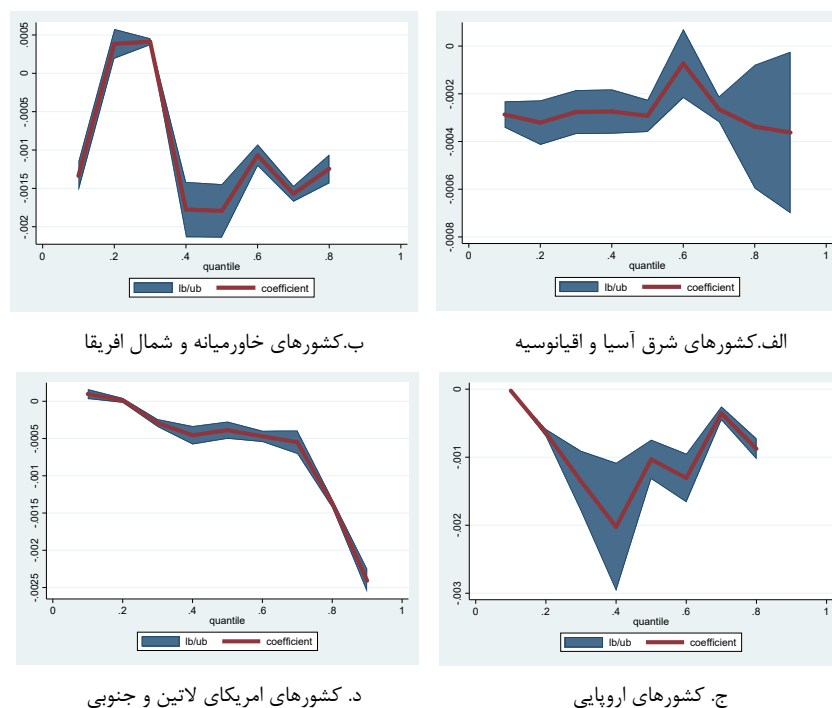 .0005
0
-.0005
-.001
-.0015
-.002
0 .2 .4 .6 .8 1
quantile
lb/ub coefficient
0
-.0002
-.0004
-.0006
-.0008
0 .2 .4 .6 .8 1
quantile
lb/ub coefficient
الف.کشورهای شرق آسیا و اقیانوسیه
ب.کشورهای خاورمیانه و شمال افریقا
0
-.0005
-.001
-.0015
-.002
-.0025
0 .2 .4 .6 .8 1
quantile
lb/ub coefficient
0
-.001
-.002
-.003
0 .2 .4 .6 .8 1
quantile
lb/ub coefficient
ج. کشورهای اروپایی
د. کشورهای امریکای لاتین و جنوبی